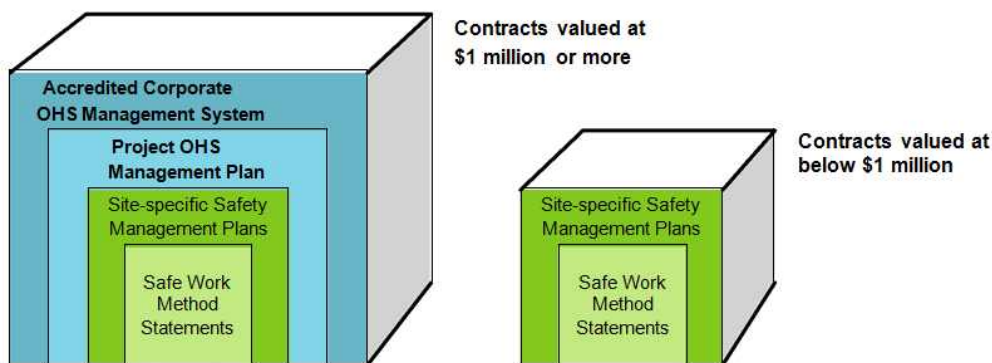 Contracts valued at
$1 million or more
Accredited Corporate
OHS Management System
Project OHS
Management Plan
Site-specific Safety
Management Plans
Safe Work
Method
Statements
Contracts valued at
below $1 million
Site-specific Safety
Management Plans
Safe Work
Method
Statements